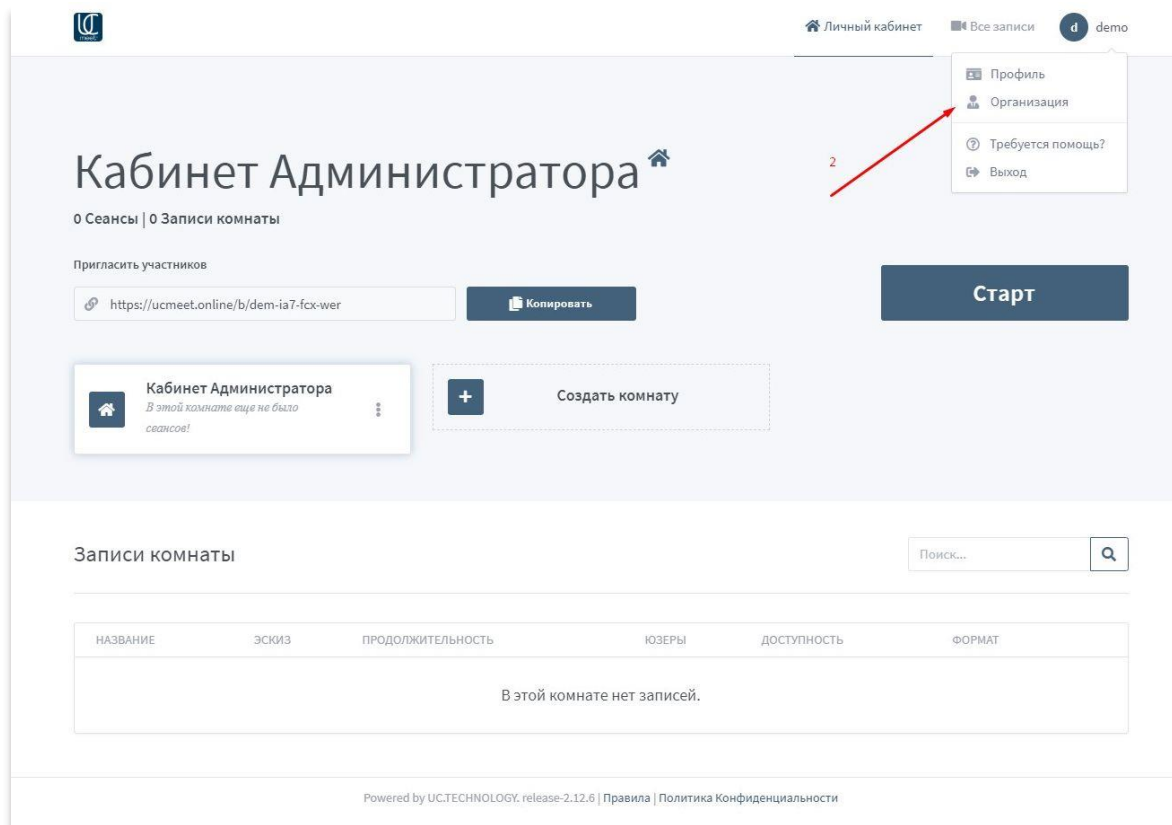 UC
meet
Личный кабинет
Все записи
d demo
Профиль
Организация
Требуется помощь?
Выход
2
Кабинет Администратора
0 Сеансы | 0 Записи комнаты
Пригласить участников
https://ucmeet.online/b/dem-ia7-fcx-wer
Копировать
Старт
Кабинет Администратора
В этой комнате еще не было
сеансов!
Создать комнату
Записи комнаты
Поиск...
НАЗВАНИЕ ЭСКИЗ ПРОДОЛЖИТЕЛЬНОСТЬ ЮЗЕРЫ ДОСТУПНОСТЬ ФОРМАТ
В этой комнате нет записей.
Powered by UC.TECHNOLOGY. release-2.12.6 | Правила | Политика Конфиденциальности